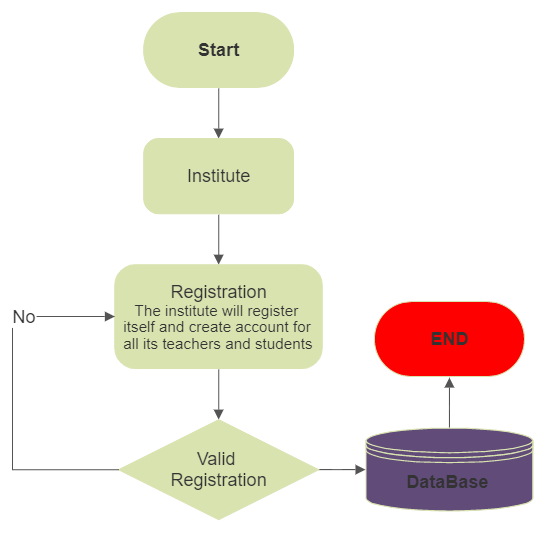 Start
Institute
Registration
The institute will register
itself and create account for
all its teachers and students
No
END
Valid
Registration
DataBase